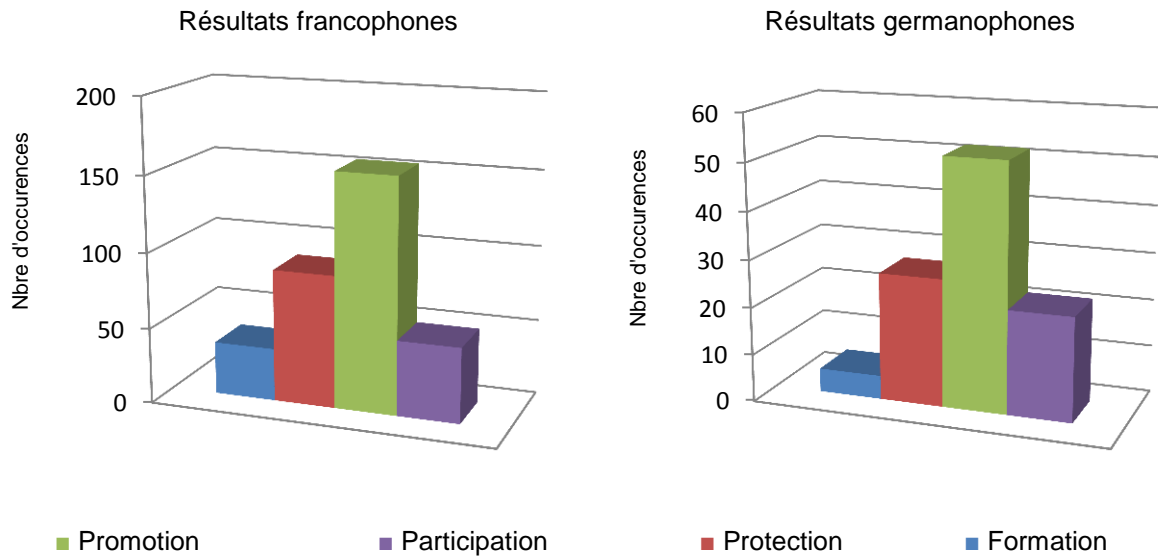 Résultats francophones
Nbre d'occurences
200
150
100
50
0
Résultats germanophones
Nbre d'occurences
60
50
40
30
20
10
0
Promotion
Participation
Protection
Formation